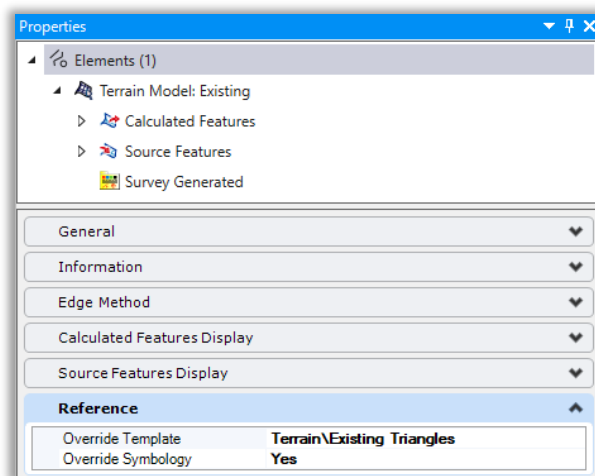 Properties
Elements (1)
Terrain Model: Existing
Calculated Features
Source Features
Survey Generated
General
Information
Edge Method
Calculated Features Display
Source Features Display
Reference
Override Template Terrain\Existing Triangles
Override Symbology Yes